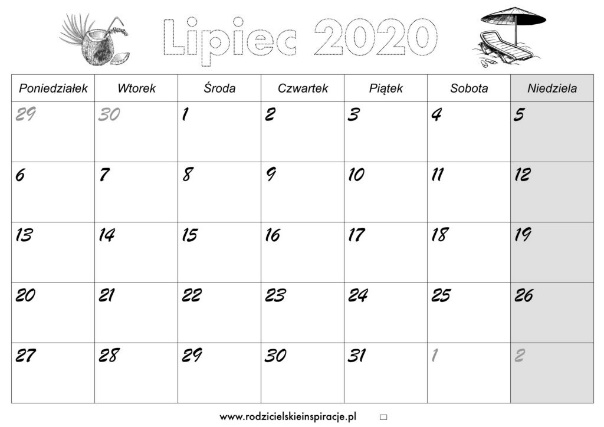 Lipiec 2020
Poniedziałek Wtorek Środa Czwartek Piątek Sobota Niedziela
29 30 1 2 3 4 5
6 7 8 9 10 11 12
13 14 15 16 17 18 19
20 21 22 23 24 25 26
27 28 29 30 31 1 2
www.rodzicielskieinspiracje.pl